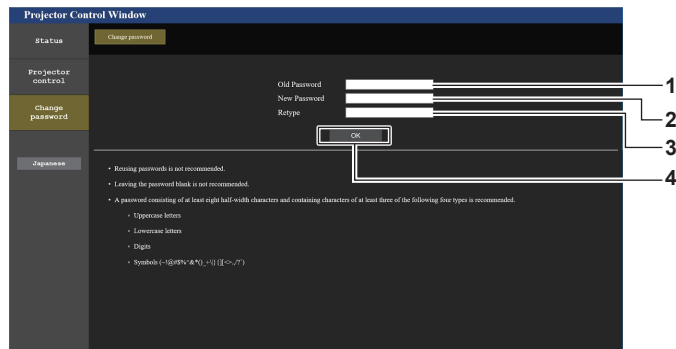 Projector Control Window
Status
Change password
Projector
control
Change
password
Japanese
Old Password
New Password
Retype
OK
1
2
3
4
• Reusing passwords is not recommended.
• Leaving the password blank is not recommended.
• A password consisting of at least eight half-width characters and containing characters of at least three of the following four types is recommended.
Uppercase letters
Lowercase letters
Digits